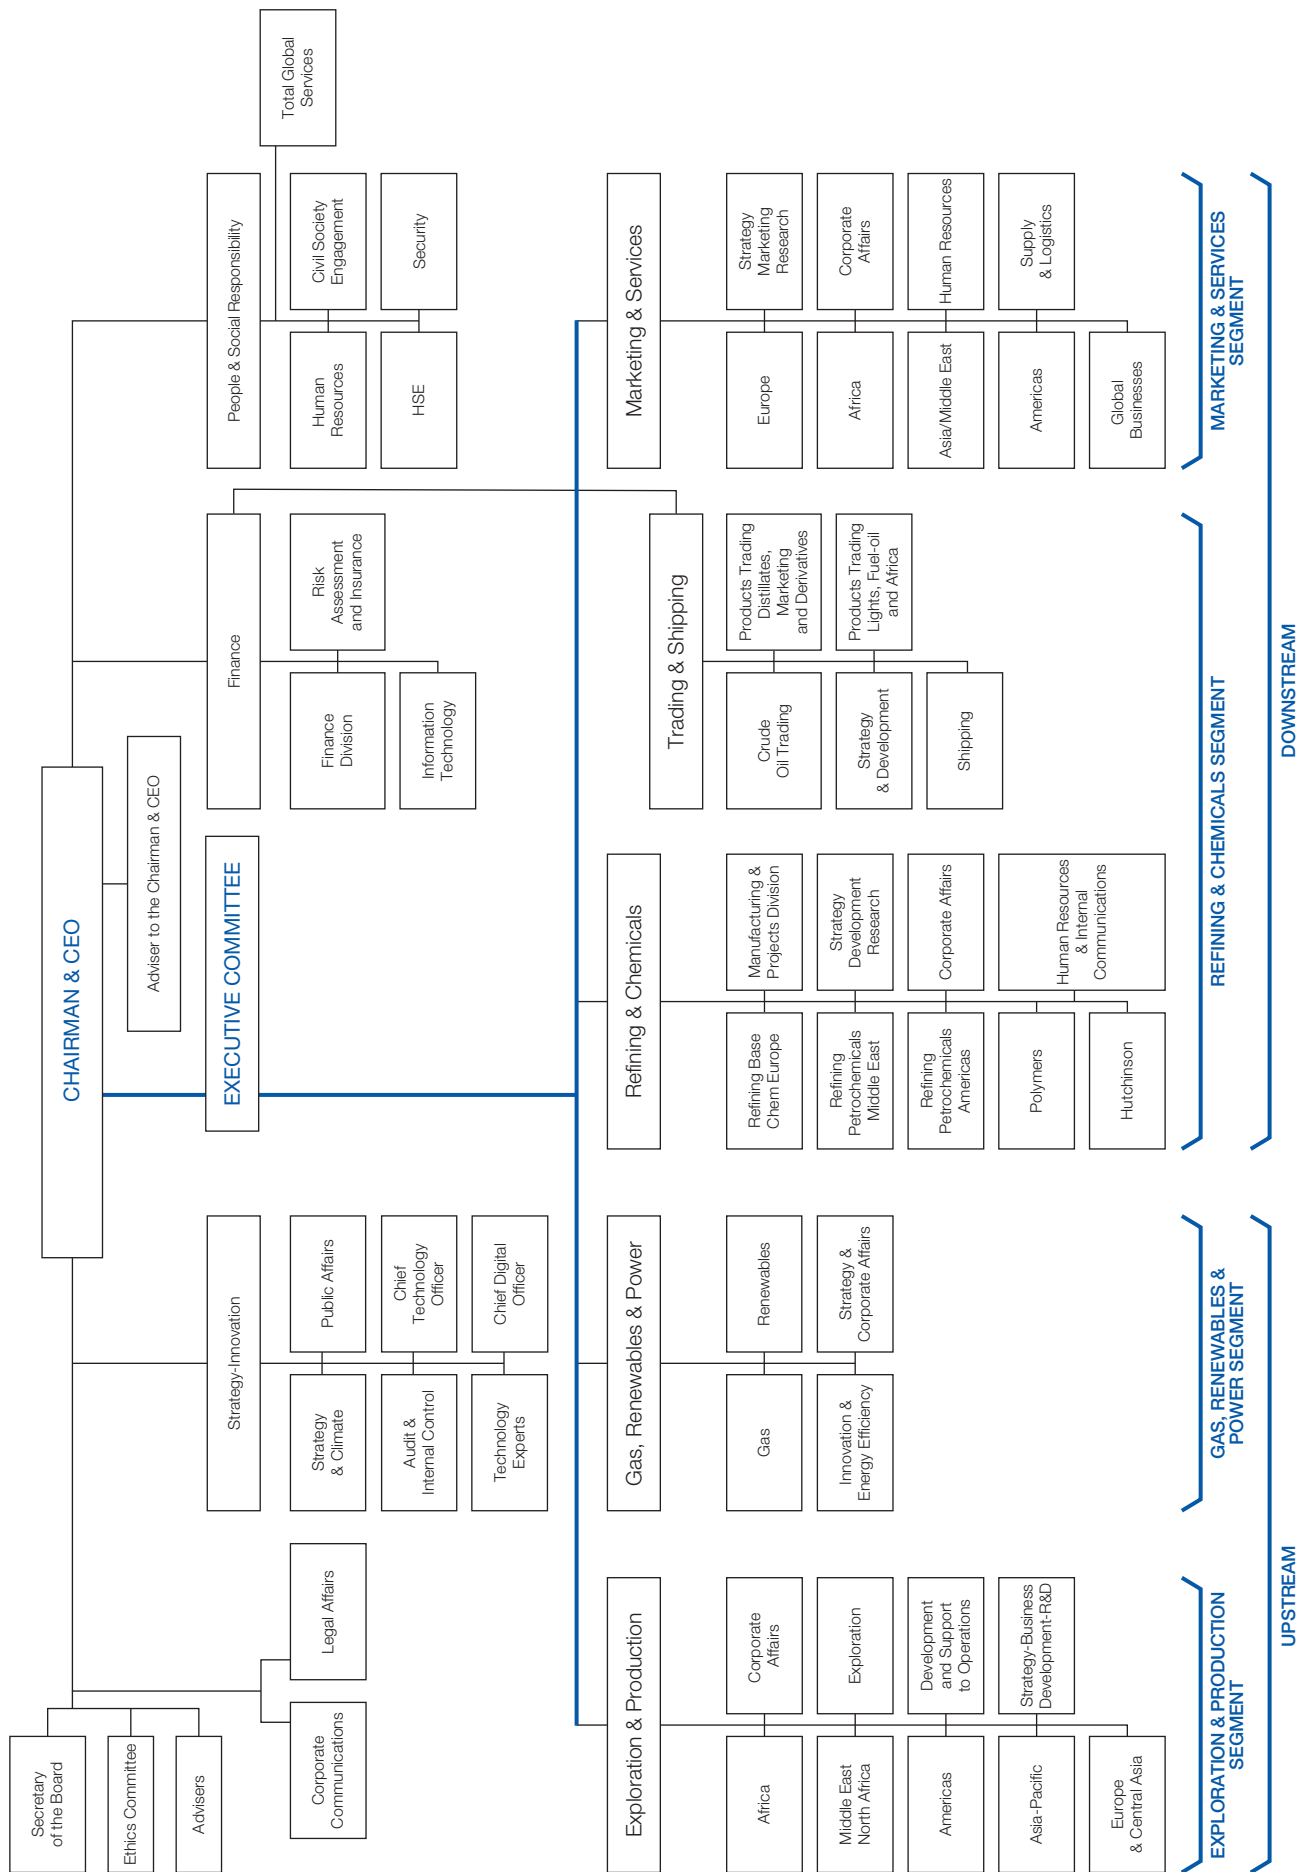 CHAIRMAN & CEO
Secretary
of the Board
Ethics Committee
Advisers
Adviser to the Chairman & CEO
Corporate
Communications
Legal Affairs
EXECUTIVE COMMITTEE
Strategy-Innovation
Strategy
& Climate
Public Affairs
Audit &
Internal Control
Chief
Technology
Officer
Technology
Experts
Chief Digital
Officer
Finance
Finance
Division
Risk
Assessment
and Insurance
Information
Technology
People & Social Responsibility
Human
Resources
Civil Society
Engagement
HSE
Security
Total Global
Services
Exploration & Production
Africa
Corporate
Affairs
Middle East
North Africa
Exploration
Americas
Development
and Support
to Operations
Asia-Pacific
Strategy-Business
Development-R&D
Europe
& Central Asia
Gas, Renewables & Power
Gas
Renewables
Innovation &
Energy Efficiency
Strategy &
Corporate Affairs
Refining & Chemicals
Refining Base
Chem Europe
Manufacturing &
Projects Division
Refining
Petrochemicals
Middle East
Strategy
Development
Research
Refining
Petrochemicals
Americas
Corporate Affairs
Polymers
Human Resources
& Internal
Communications
Hutchinson
Trading & Shipping
Crude
Oil Trading
Products Trading
Distillates,
Marketing
and Derivatives
Strategy
& Development
Products Trading
Lights, Fuel-oil
and Africa
Shipping
Marketing & Services
Europe
Strategy
Marketing
Research
Africa
Corporate
Affairs
Asia/Middle East
Human Resources
Americas
Supply
& Logistics
Global
Businesses
EXPLORATION & PRODUCTION
SEGMENT
GAS, RENEWABLES &
POWER SEGMENT
REFINING & CHEMICALS SEGMENT
MARKETING & SERVICES
SEGMENT
UPSTREAM
DOWNSTREAM